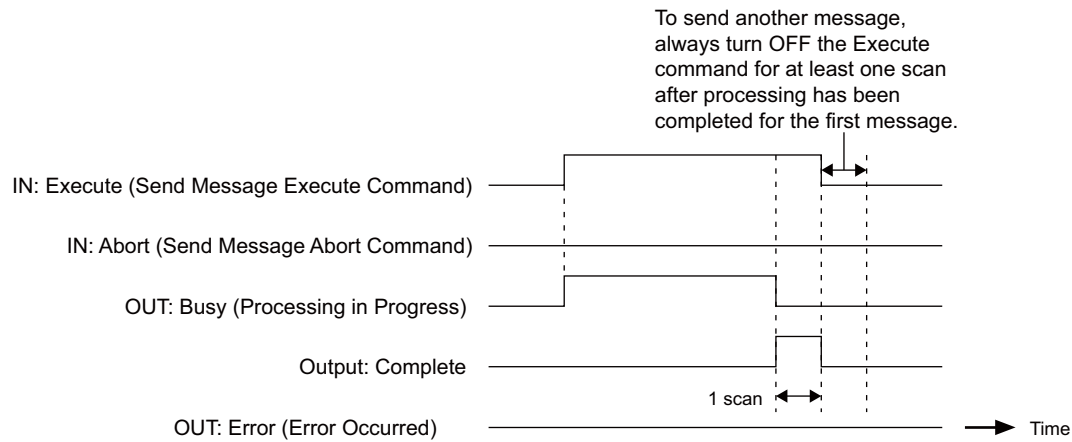 To send another message,
always turn OFF the Execute
command for at least one scan
after processing has been
completed for the first message.
IN: Execute (Send Message Execute Command)
IN: Abort (Send Message Abort Command)
OUT: Busy (Processing in Progress)
Output: Complete
1 scan
OUT: Error (Error Occurred)
Time